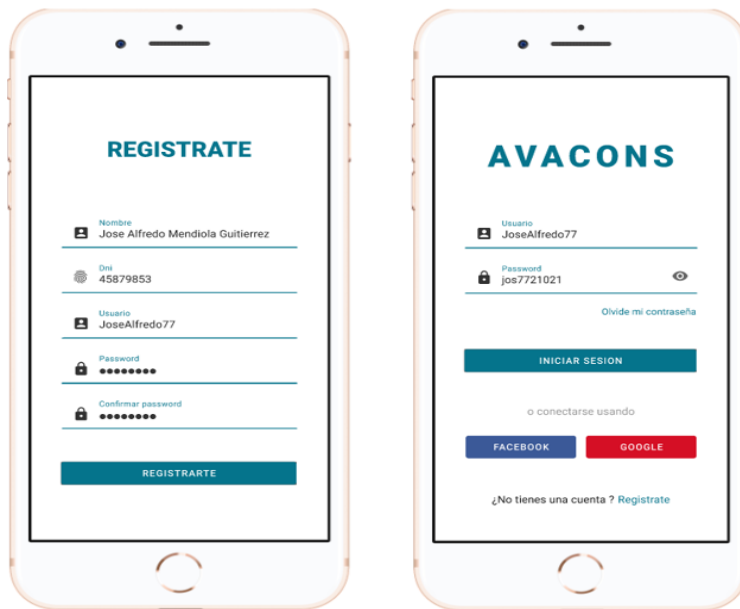 REGISTRATE
Nombre
Jose Alfredo Mendiola Guitierrez
Dni
45879853
Usuario
JoseAlfredo77
Password
●●●●●●●●
Confirmar password
●●●●●●●●
REGISTRARTE
AVACONS
Usuario
JoseAlfredo77
Password
jos7721021
Olvide mi contraseña
INICIAR SESION
o conectarse usando
FACEBOOK GOOGLE
¿No tienes una cuenta ? Registrate